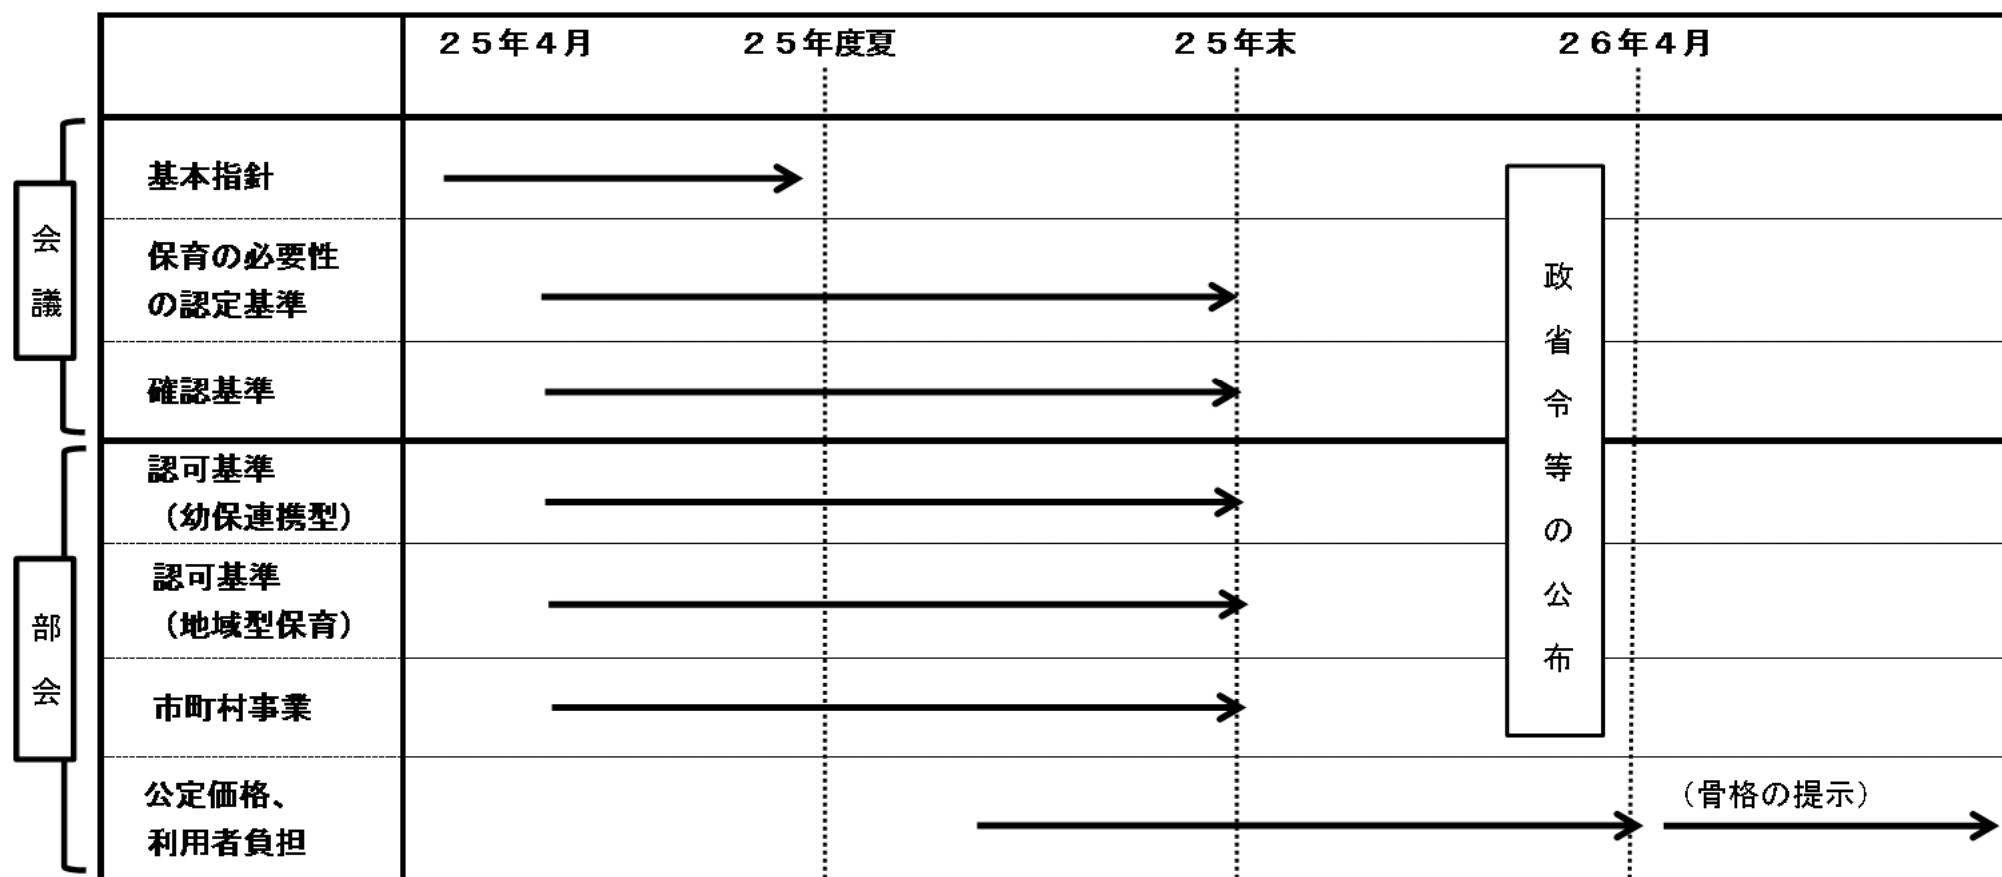 ２５年４月
２５年度夏
２５年末
２６年４月
会議
基本指針
保育の必要性
の認定基準
確認基準
部会
認可基準
（幼保連携型）
認可基準
（地域型保育）
市町村事業
公定価格、
利用者負担
政省令等の公布
（骨格の提示）